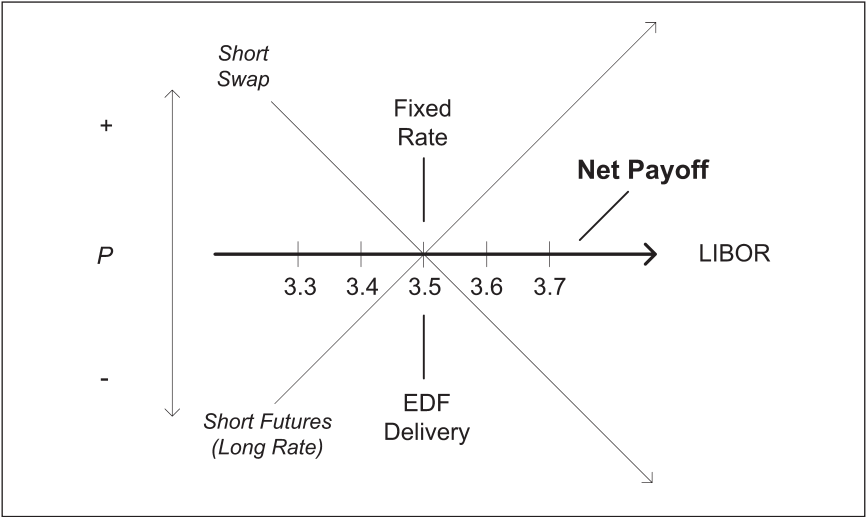 Short
Swap
+
Fixed
Rate
Net Payoff
P
LIBOR
3.3 3.4 3.5 3.6 3.7
-
EDF
Delivery
Short Futures
(Long Rate)